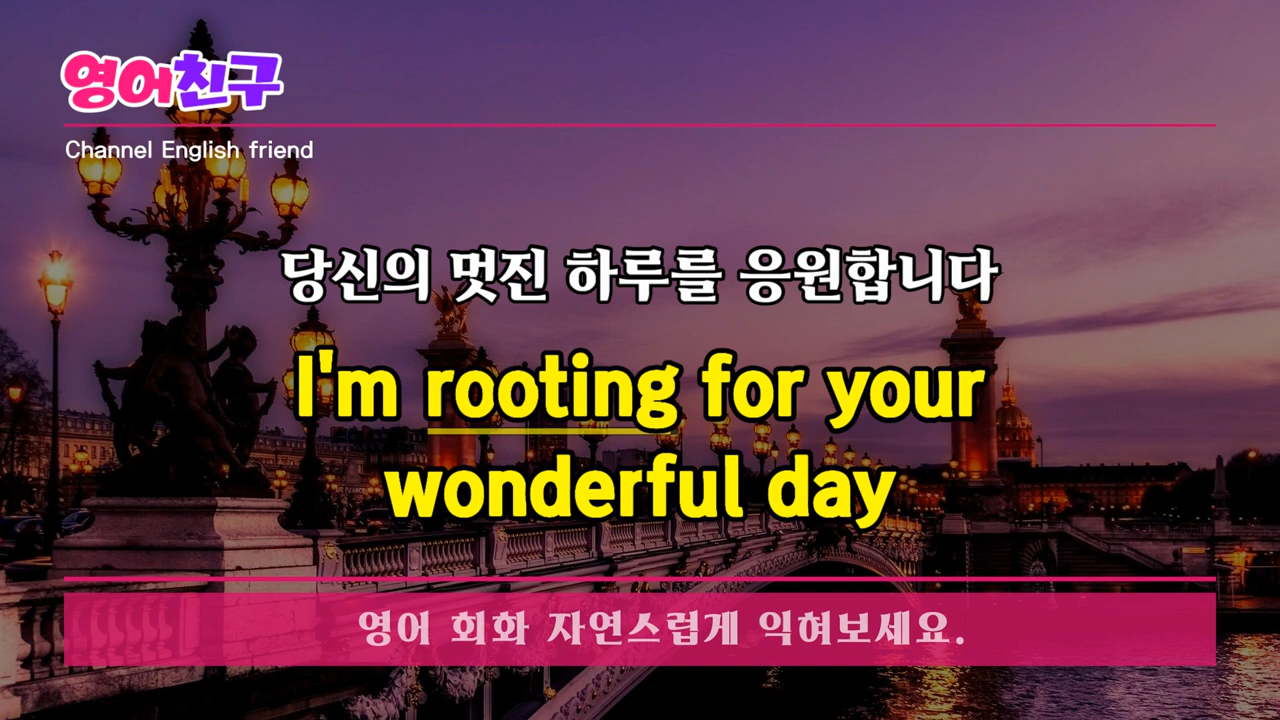 영어친구
Channel English friend
당신의 멋진 하루를 응원합니다
I'm rooting for your
wonderful day
영어 회화 자연스럽게 익혀보세요.